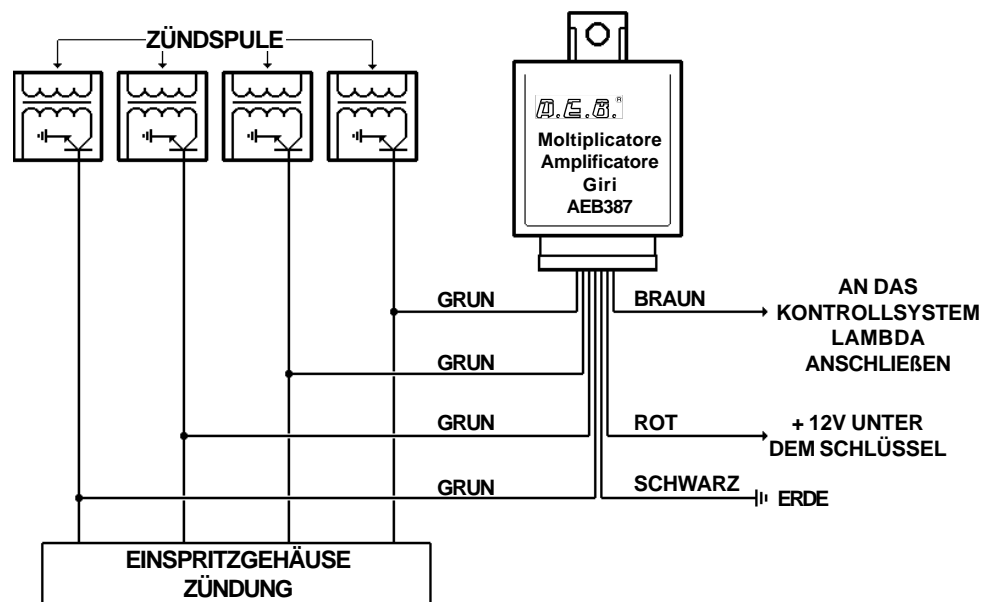 ZÜNDSPULE
A.E.B.®
Moltiplicatore
Amplificatore
Giri
AEB387
GRUN
BRAUN
AN DAS
KONTROLLSYSTEM
LAMBDA
ANSCHLIEßEN
GRUN
GRUN
ROT
+ 12V UNTER
DEM SCHLÜSSEL
GRUN
SCHWARZ
ERDE
EINSPRITZGEHÄUSE
ZÜNDUNG